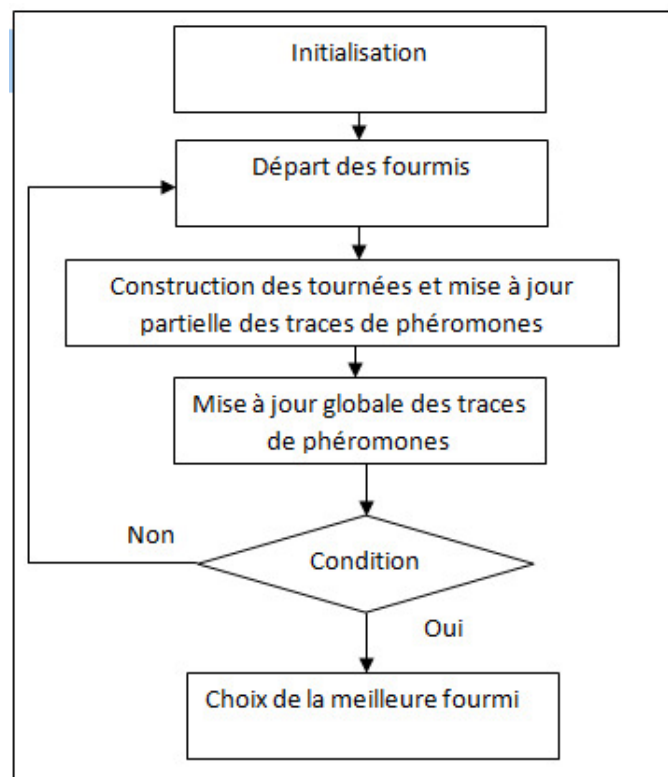 Initialisation
Départ des fourmis
Construction des tournées et mise à jour
partielle des traces de phéromones
Mise à jour globale des traces
de phéromones
Non
Condition
Oui
Choix de la meilleure fourmi